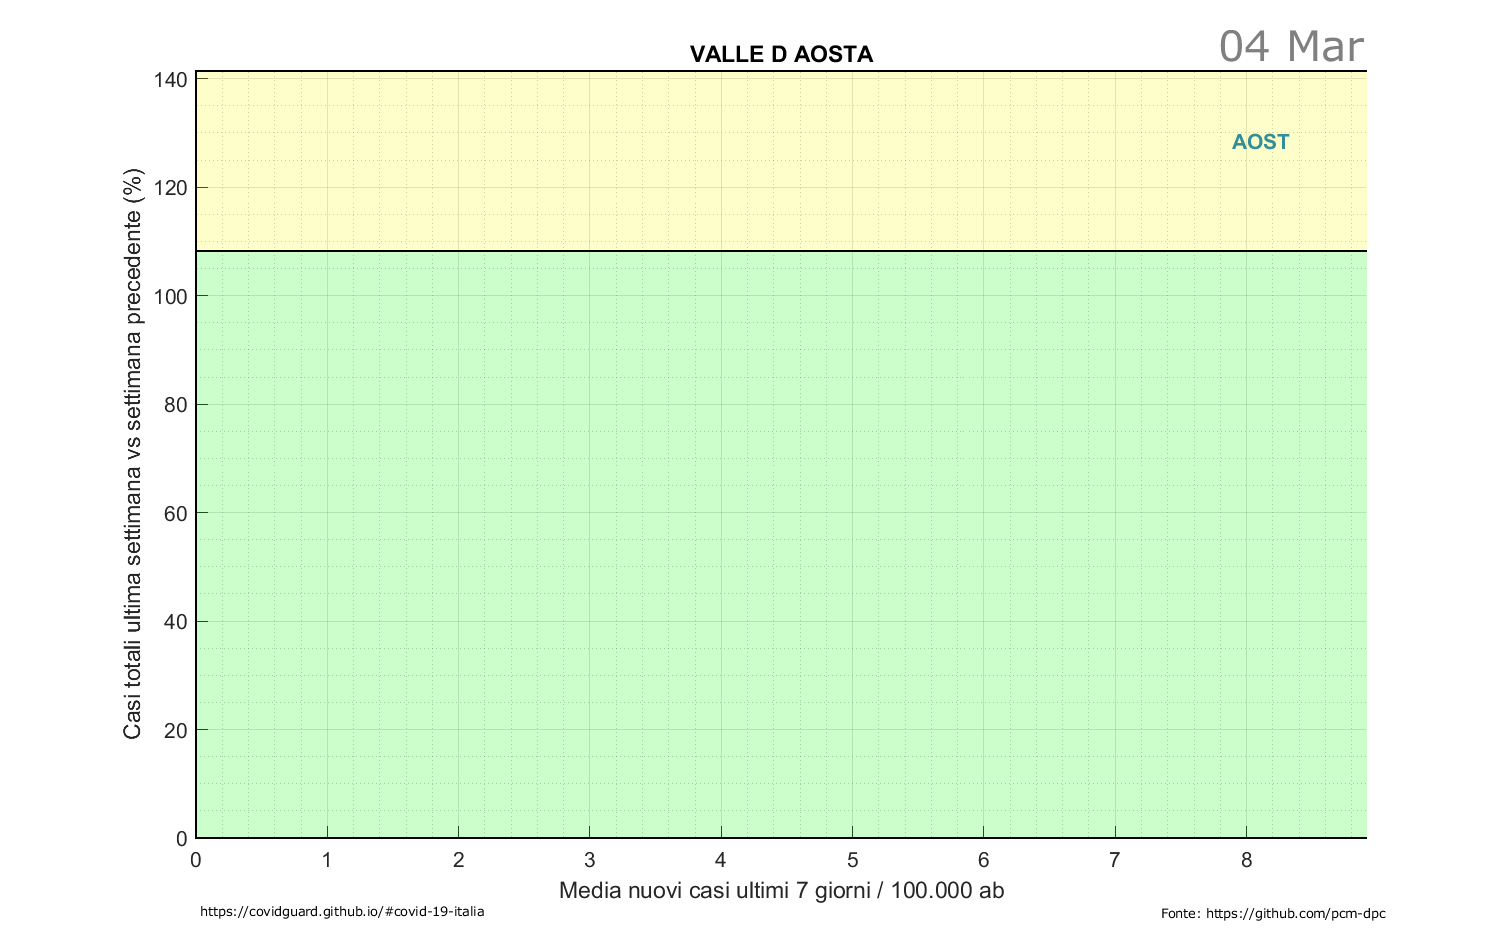 04 Mar
VALLE D AOSTA
140
120
100
80
60
40
20
0
AOST
Casi totali ultima settimana vs settimana precedente (%)
0 1 2 3 4 5 6 7 8
Media nuovi casi ultimi 7 giorni / 100.000 ab
https://covidguard.github.io/#covid-19-italia
Fonte: https://github.com/pcm-dpc